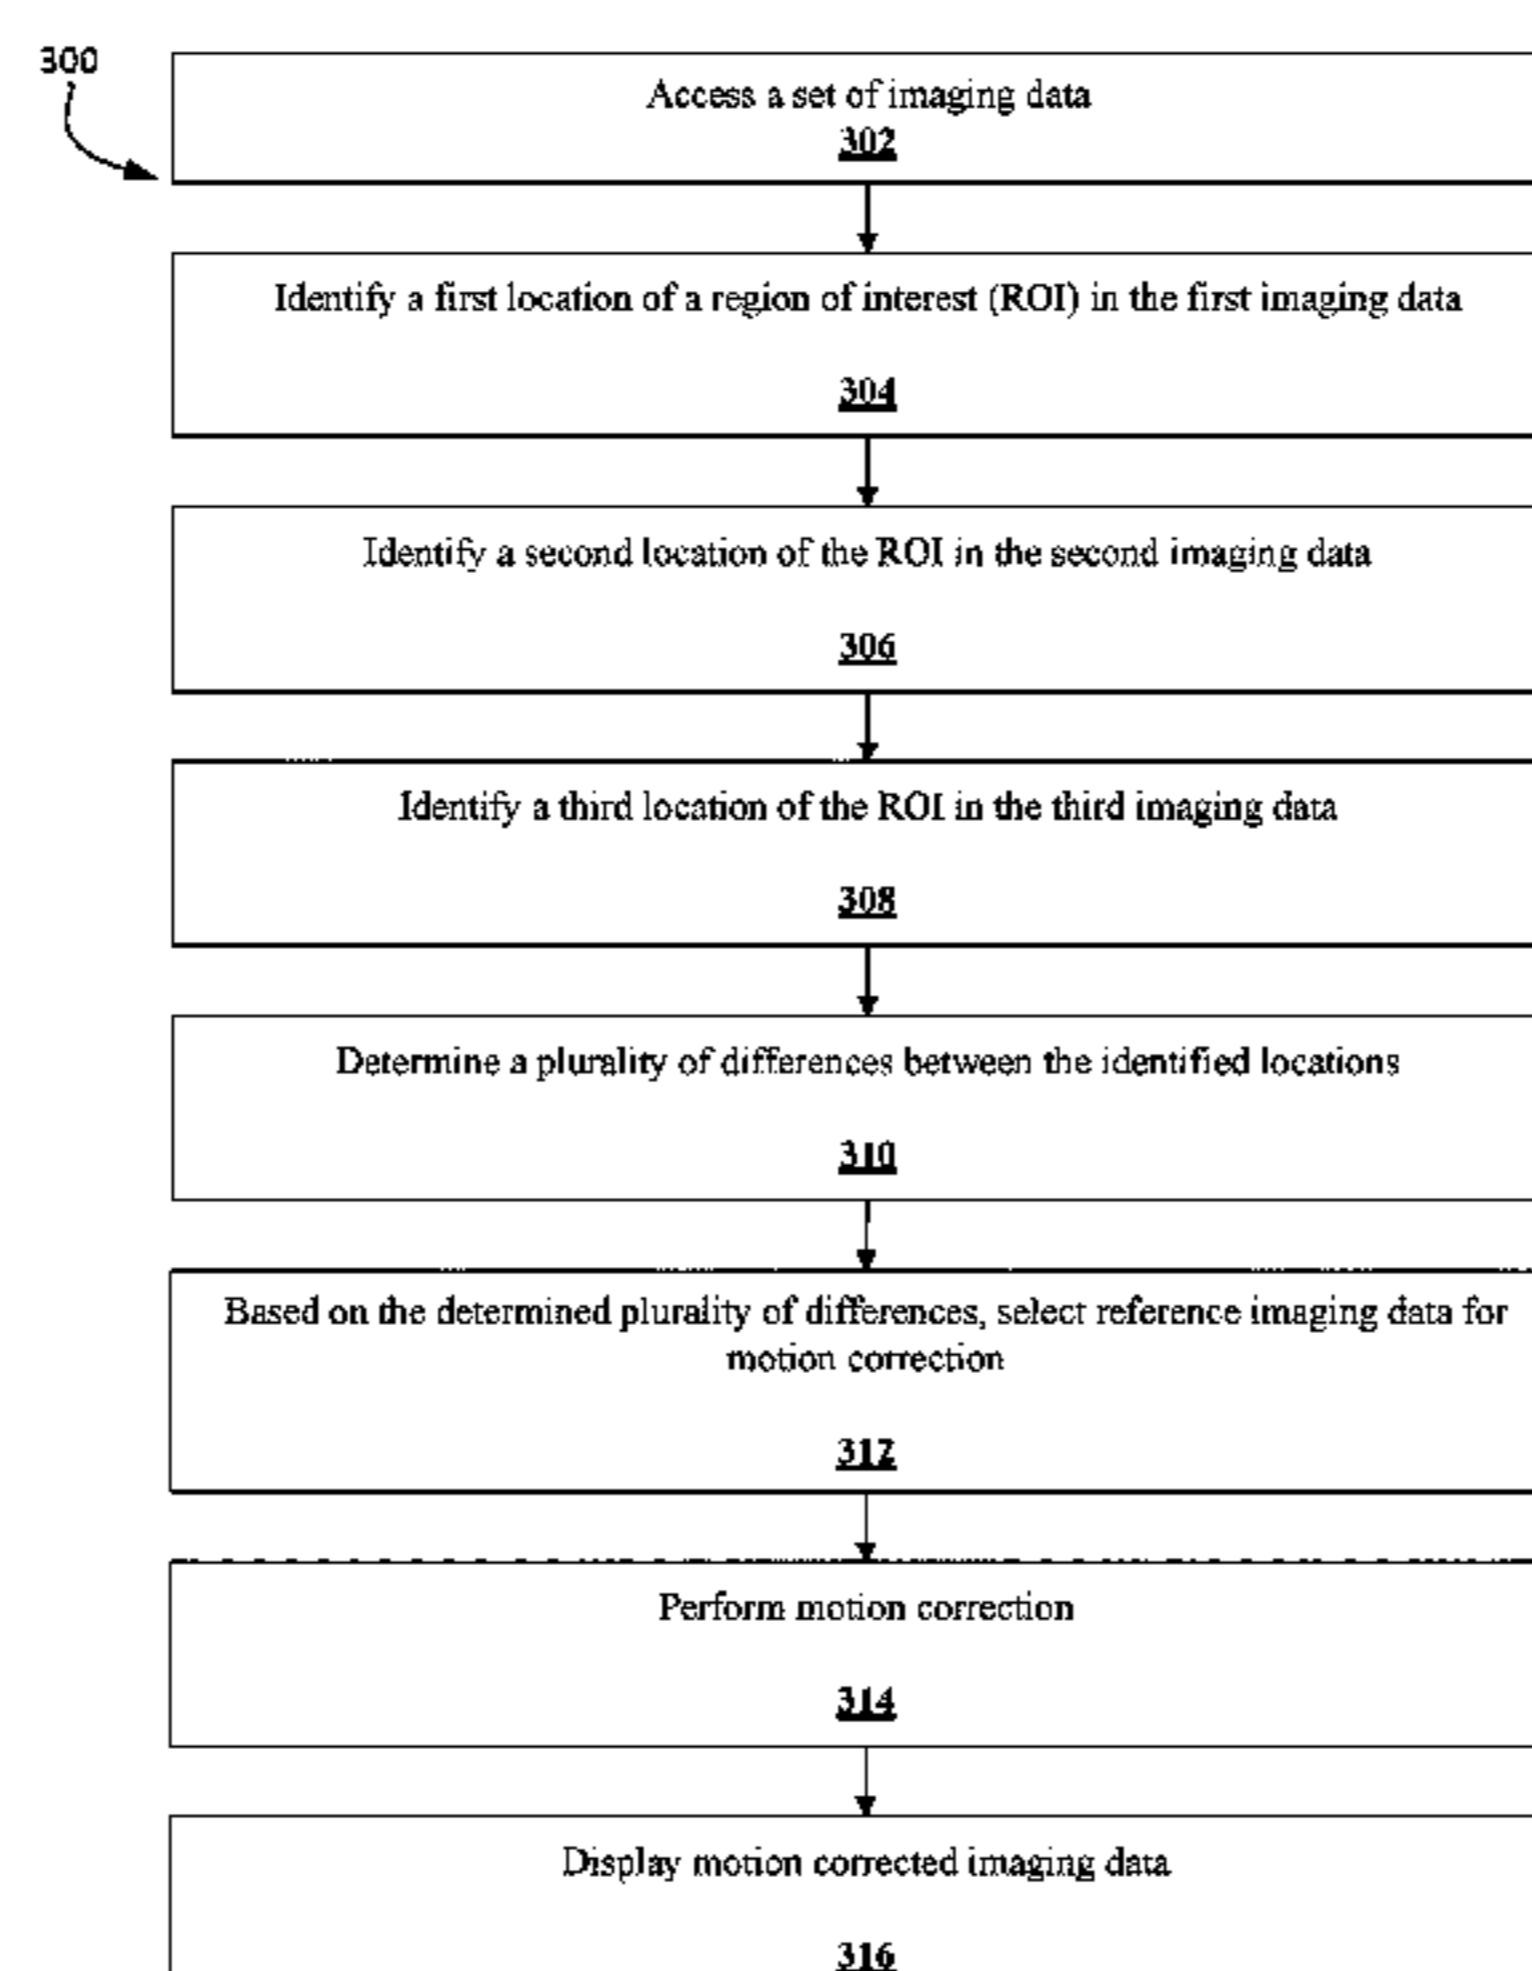 300
Access a set of imaging data
302
Identify a first location of a region of interest (ROI) in the first imaging data
304
Identify a second location of the ROI in the second imaging data
306
Identify a third location of the ROI in the third imaging data
308
Determine a plurality of differences between the identified locations
310
Based on the determined plurality of differences, select reference imaging data for
motion correction
312
Perform motion correction
314
Display motion corrected imaging data
316